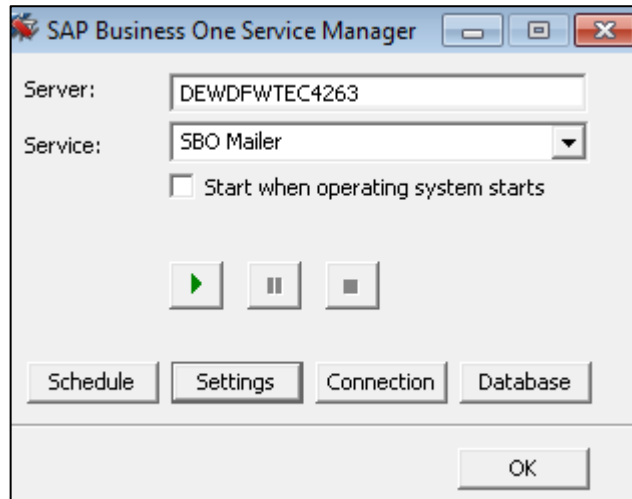 SAP Business One Service Manager
Server: DEWDFWTEC4263
Service: SBO Mailer
Start when operating system starts
Schedule Settings Connection Database
OK